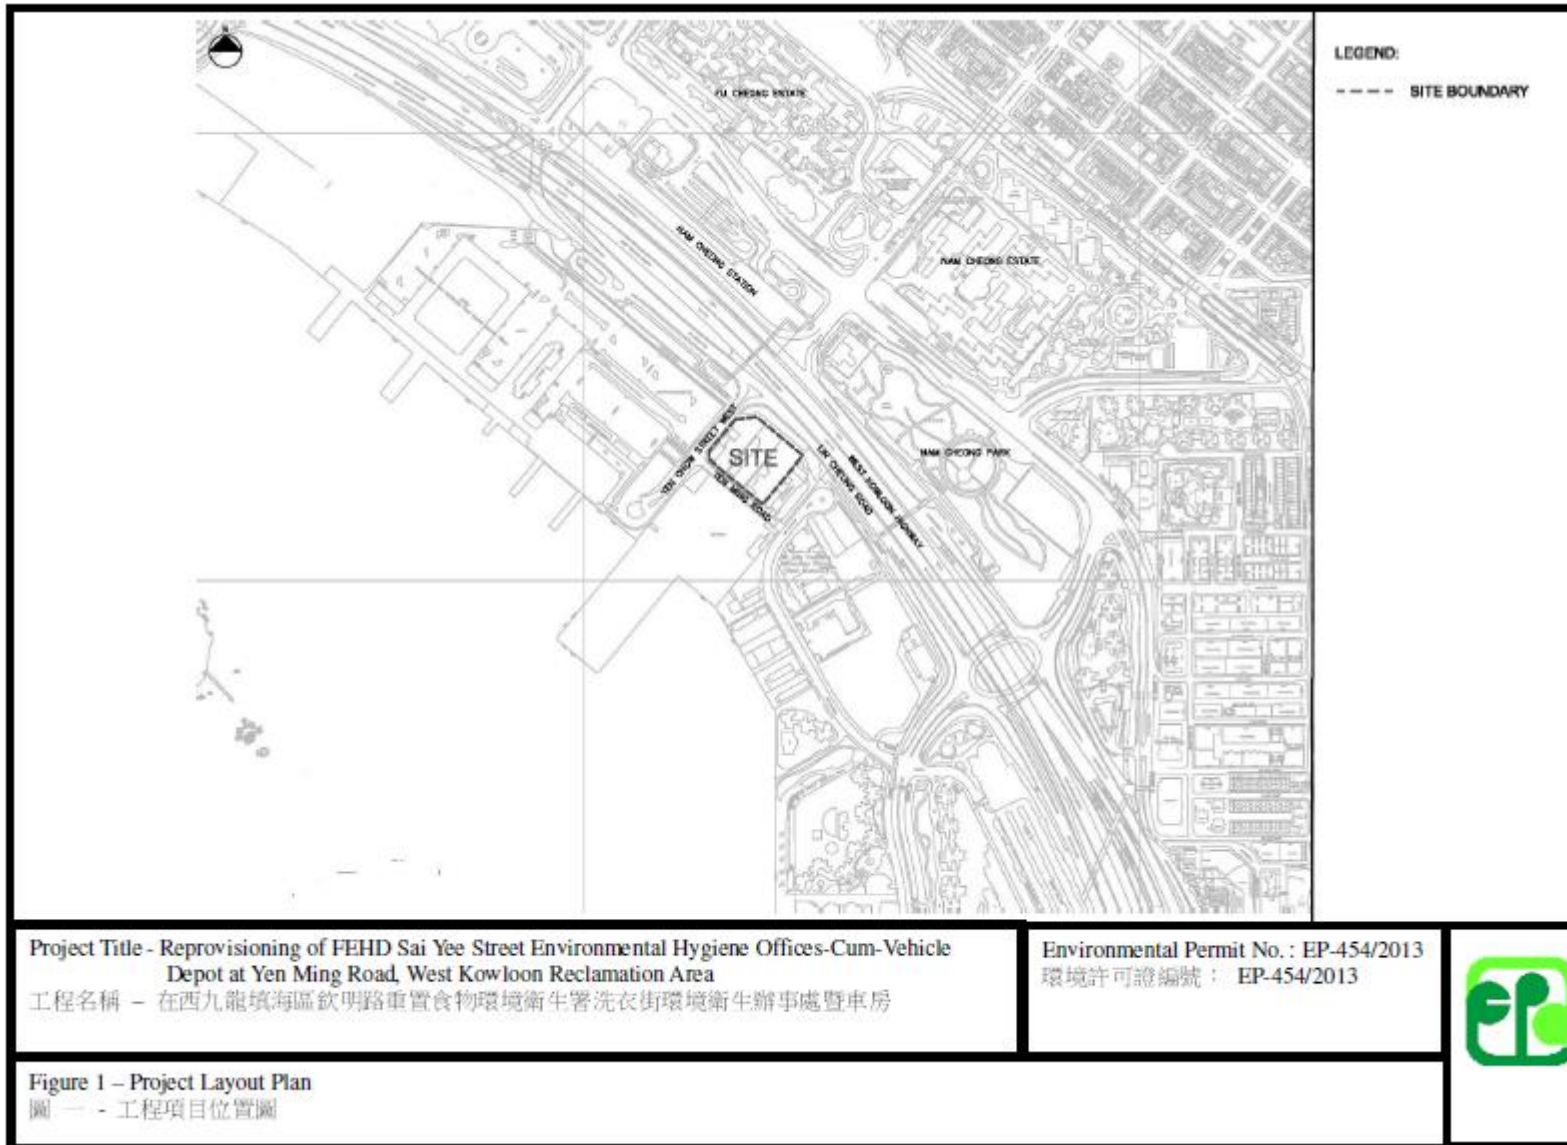 N
LEGEND:
SITE BOUNDARY
FU CHEONG ESTATE
NAM CHEONG STATION
NAM CHEONG ESTATE
YEN CHOW STREET WEST
SITE
YEN MING ROAD
LIN CHEUNG ROAD
WEST KOWLOON HIGHWAY
NAM CHEONG PARK
Project Title - Reprovisioning of FEHD Sai Yee Street Environmental Hygiene Offices-Cum-Vehicle
Depot at Yen Ming Road, West Kowloon Reclamation Area
工程名稱 – 在西九龍填海區欽明路重置食物環境衞生署洗衣街環境衞生辦事處暨車房
Environmental Permit No. : EP-454/2013
環境許可證編號： EP-454/2013
Figure 1 – Project Layout Plan
圖 一 - 工程項目位置圖